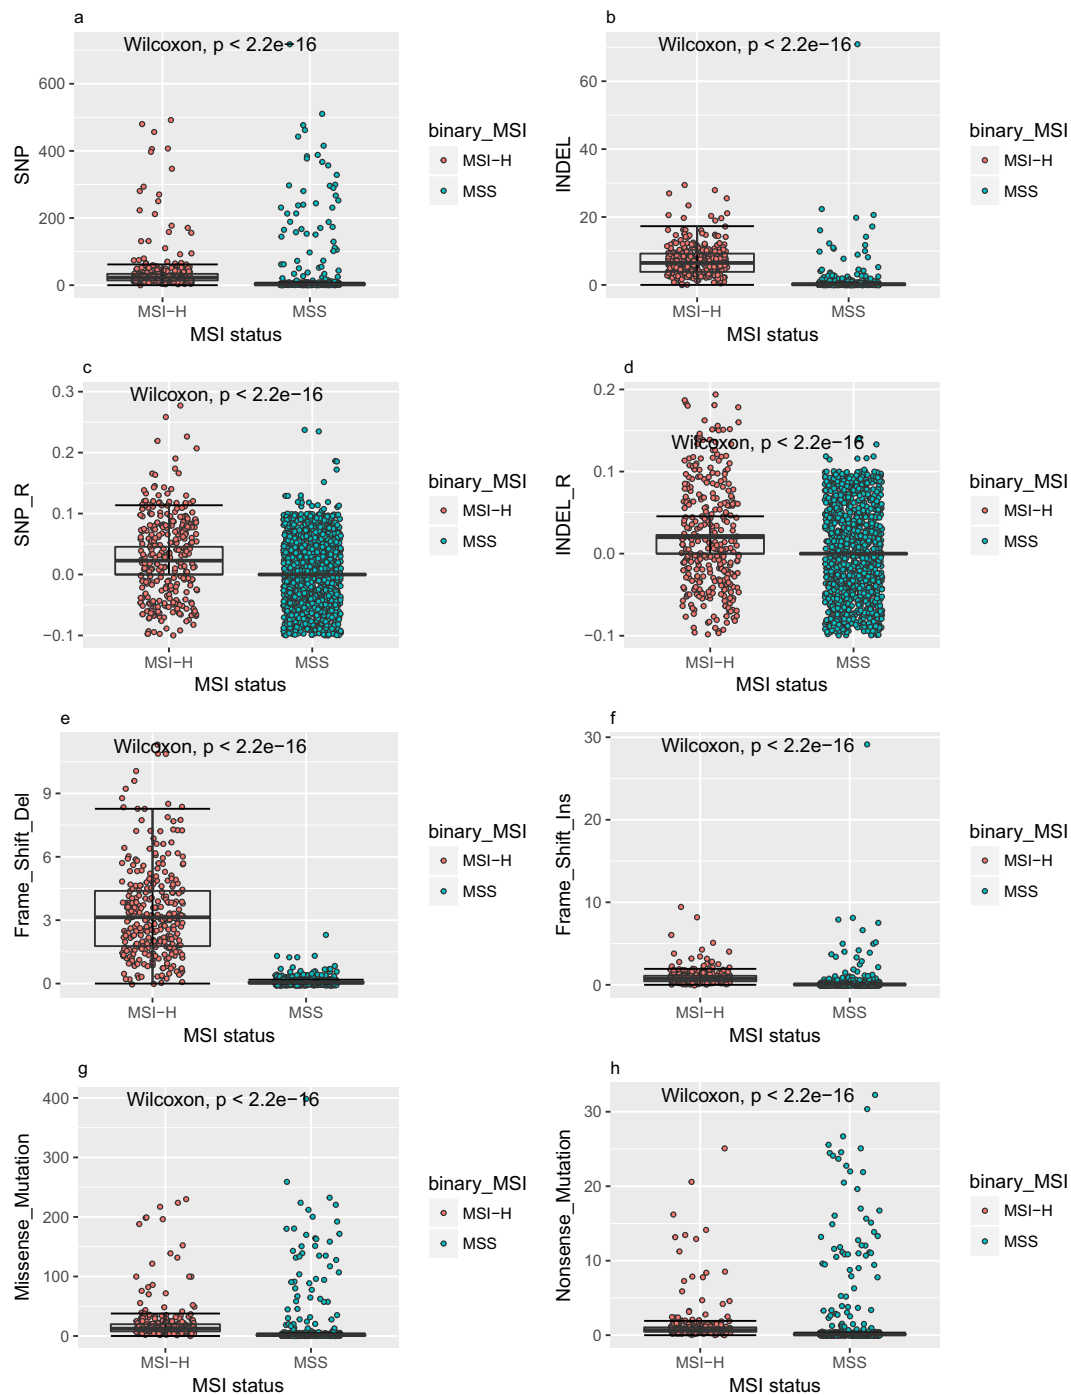 a
Wilcoxon, p < 2.2e−16
SNP
600
400
200
0
MSI−H
MSS
MSI status
binary_MSI
MSI−H
MSS
b
Wilcoxon, p < 2.2e−16
INDEL
60
40
20
0
MSI−H
MSS
MSI status
binary_MSI
MSI−H
MSS
c
Wilcoxon, p < 2.2e−16
SNP_R
0.3
0.2
0.1
0.0
−0.1
MSI−H
MSS
MSI status
binary_MSI
MSI−H
MSS
d
Wilcoxon, p < 2.2e−16
INDEL_R
0.2
0.1
0.0
−0.1
MSI−H
MSS
MSI status
binary_MSI
MSI−H
MSS
e
Wilcoxon, p < 2.2e−16
Frame_Shift_Del
9
6
3
0
MSI−H
MSS
MSI status
binary_MSI
MSI−H
MSS
f
Wilcoxon, p < 2.2e−16
Frame_Shift_Ins
30
20
10
0
MSI−H
MSS
MSI status
binary_MSI
MSI−H
MSS
g
Wilcoxon, p < 2.2e−16
Missense_Mutation
400
300
200
100
0
MSI−H
MSS
MSI status
binary_MSI
MSI−H
MSS
h
Wilcoxon, p < 2.2e−16
Nonsense_Mutation
30
20
10
0
MSI−H
MSS
MSI status
binary_MSI
MSI−H
MSS